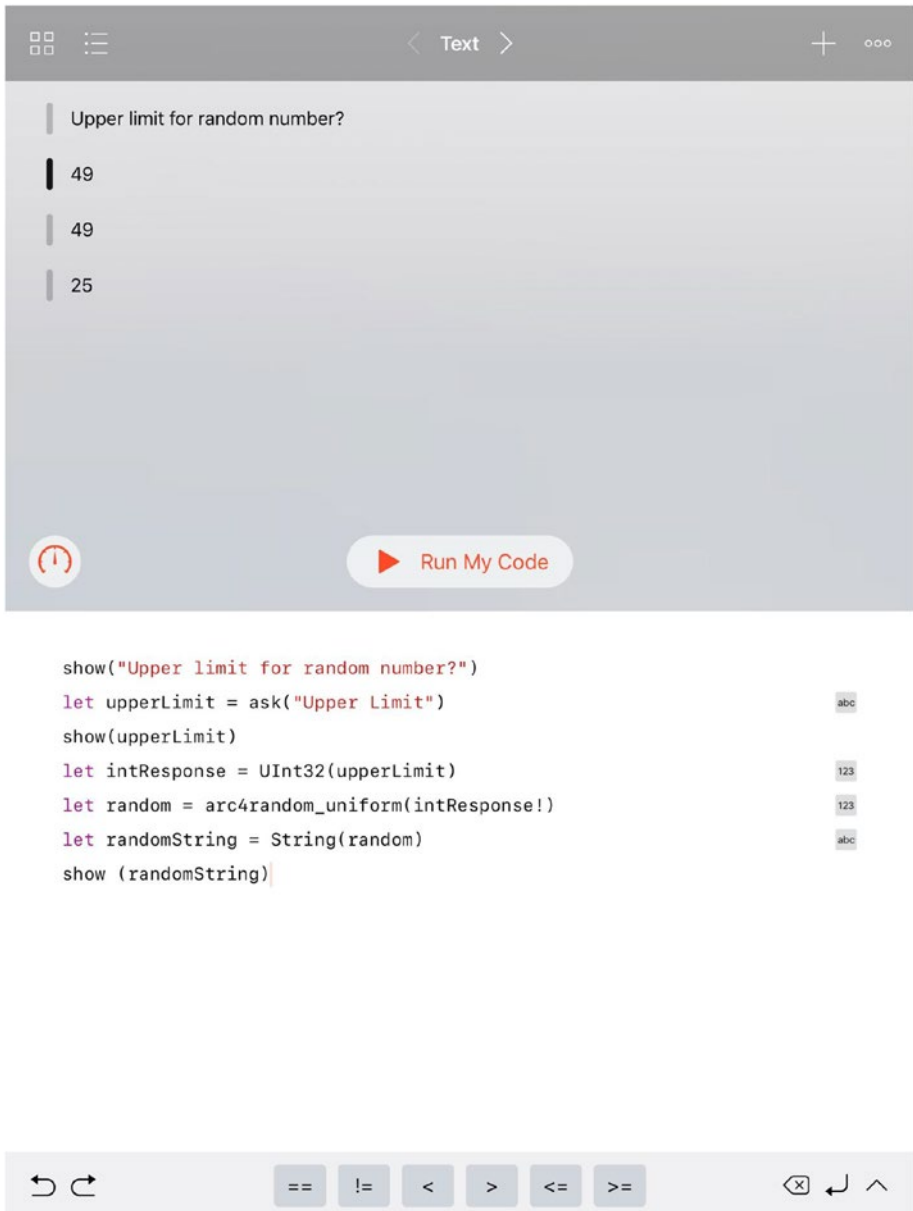 Text
ooo
Upper limit for random number?
49
49
25
Run My Code
show("Upper limit for random number?")
let upperLimit = ask("Upper Limit")
abc
show(upperLimit)
let intResponse = UInt32(upperLimit)
123
let random = arc4random_uniform(intResponse!)
123
let randomString = String(random)
abc
show (randomString)
== != < > <= >=